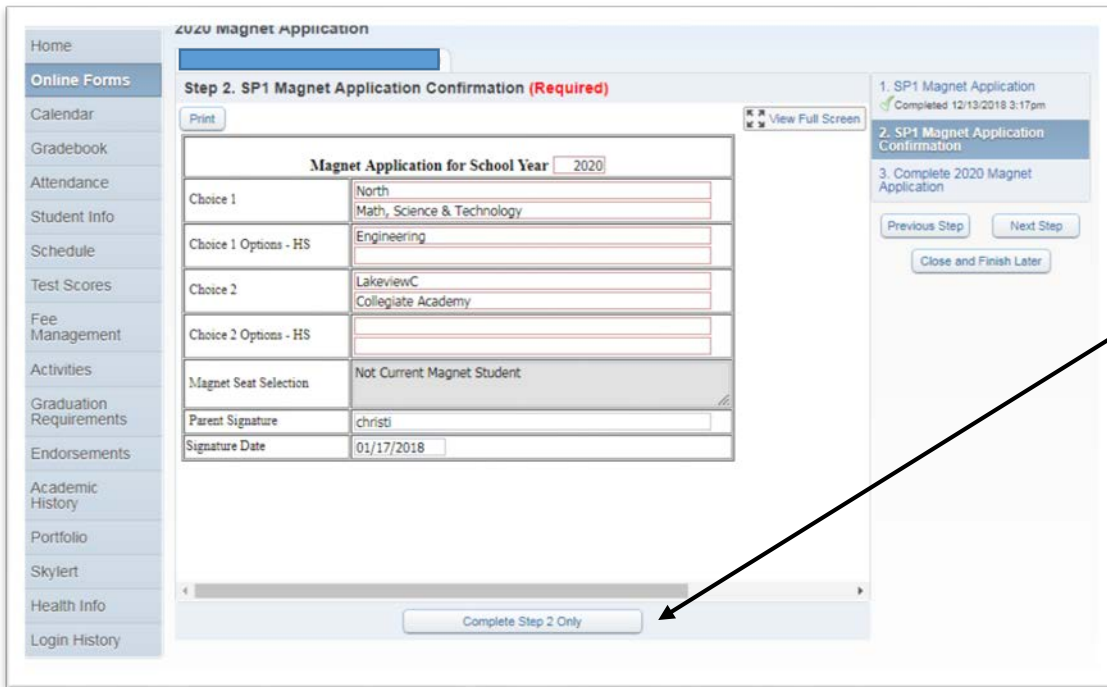 2020 Magnet Application
Home
Online Forms
Calendar
Gradebook
Attendance
Student Info
Schedule
Test Scores
Fee
Management
Activities
Graduation
Requirements
Endorsements
Academic
History
Portfolio
Skylert
Health Info
Login History
Step 2. SP1 Magnet Application Confirmation (Required)
Print
View Full Screen
Magnet Application for School Year 2020
Choice 1
North
Math, Science & Technology
Choice 1 Options - HS
Engineering
Choice 2
LakeviewC
Collegiate Academy
Choice 2 Options - HS
Magnet Seat Selection
Not Current Magnet Student
Parent Signature
christi
Signature Date
01/17/2018
Complete Step 2 Only
1. SP1 Magnet Application
Completed 12/13/2018 3:17pm
2. SP1 Magnet Application
Confirmation
3. Complete 2020 Magnet
Application
Previous Step
Next Step
Close and Finish Later